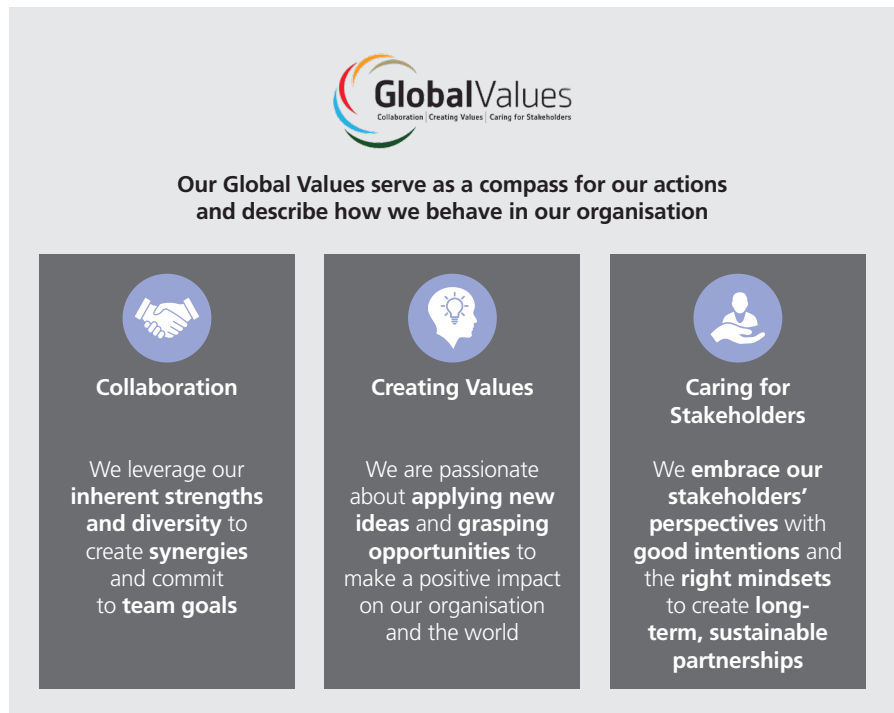 GlobalValues
Collaboration | Creating Values | Caring for Stakeholders
Our Global Values serve as a compass for our actions
and describe how we behave in our organisation
Collaboration
We leverage our
inherent strengths
and diversity to
create synergies
and commit
to team goals
Creating Values
We are passionate
about applying new
ideas and grasping
opportunities to
make a positive impact
on our organisation
and the world
Caring for
Stakeholders
We embrace our
stakeholders’
perspectives with
good intentions and
the right mindsets
to create long-
term, sustainable
partnerships